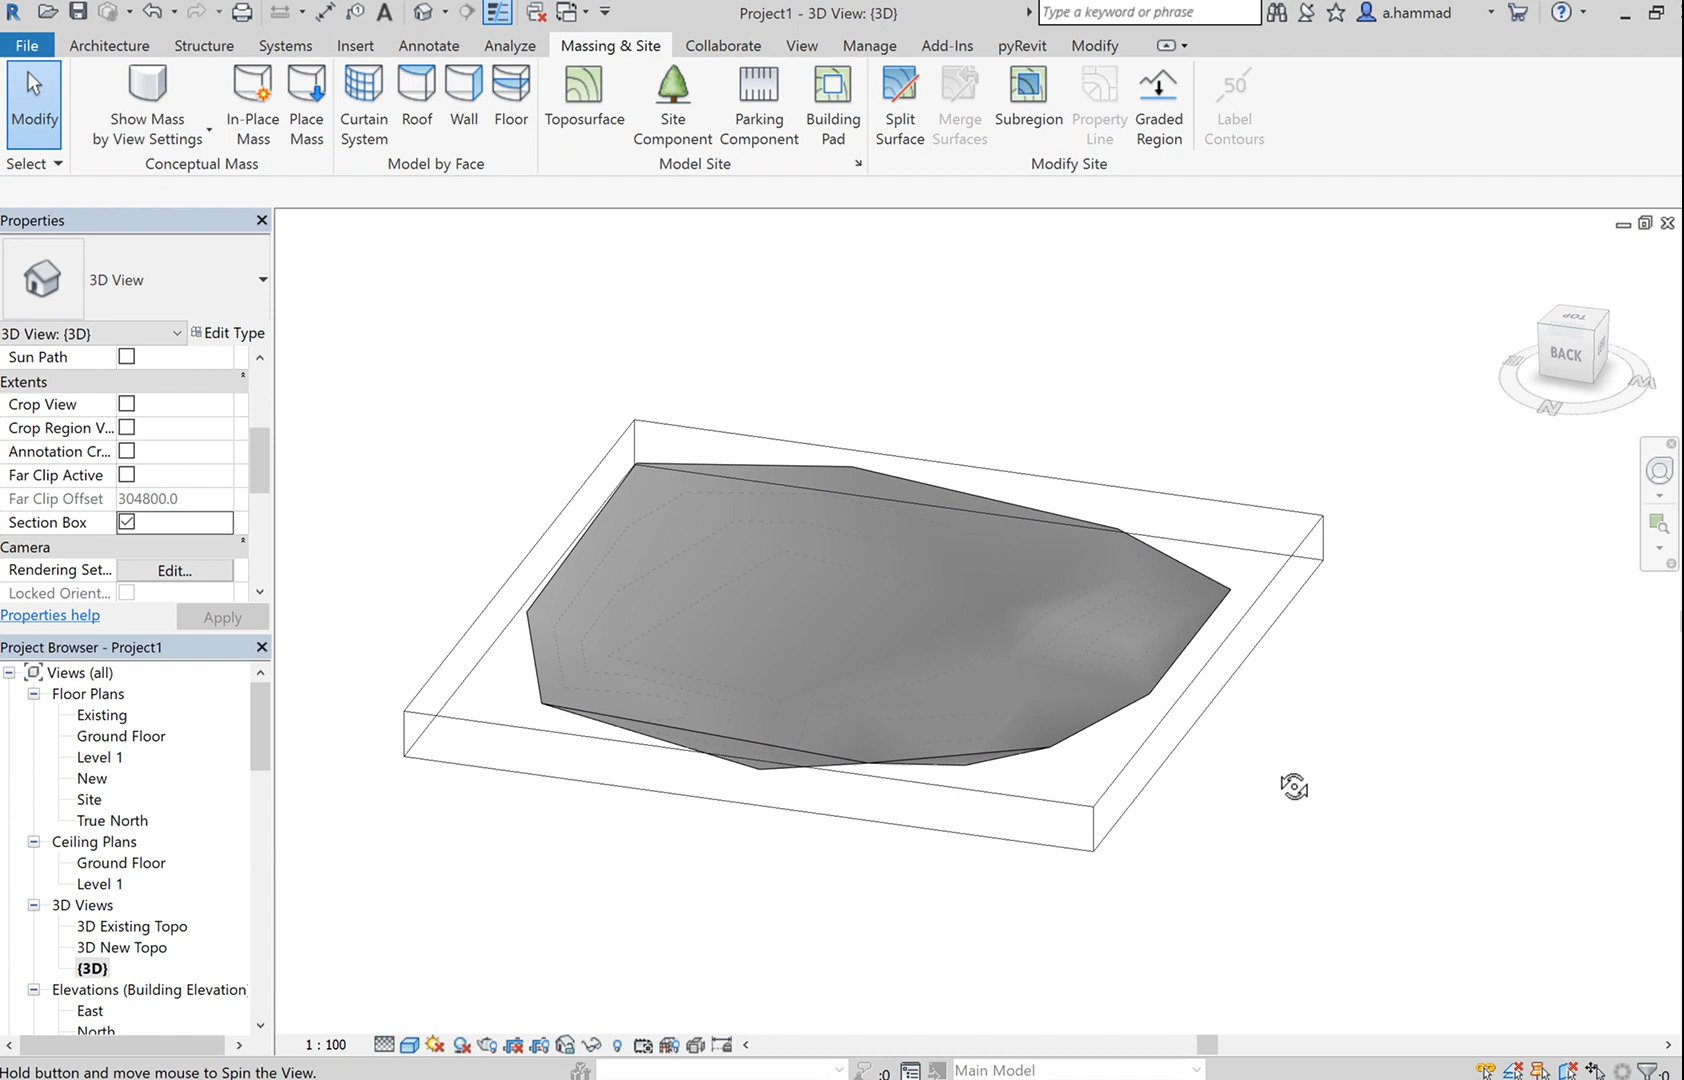 Project1 - 3D View: {3D}
Type a keyword or phrase
a.hammad
File
Architecture
Structure
Systems
Insert
Annotate
Analyze
Massing & Site
Collaborate
View
Manage
Add-Ins
pyRevit
Modify
Modify
Show Mass
by View Settings
In-Place
Mass
Place
Mass
Curtain
System
Roof
Wall
Floor
Toposurface
Site
Component
Parking
Component
Building
Pad
Split
Surface
Merge
Surfaces
Subregion
Property
Line
Graded
Region
50
Label
Contours
Select
Conceptual Mass
Model by Face
Model Site
Modify Site
Properties
3D View
3D View: {3D}
Edit Type
Sun Path
Extents
Crop View
Crop Region V...
Annotation Cr...
Far Clip Active
Far Clip Offset 304800.0
Section Box
Camera
Rendering Set... Edit...
Locked Orient...
Properties help
Apply
Project Browser - Project1
Views (all)
Floor Plans
Existing
Ground Floor
Level 1
New
Site
True North
Ceiling Plans
Ground Floor
Level 1
3D Views
3D Existing Topo
3D New Topo
{3D}
Elevations (Building Elevation)
East
North
TOP
BACK
N
1 : 100
Hold button and move mouse to Spin the View.
:0
Main Model
:0